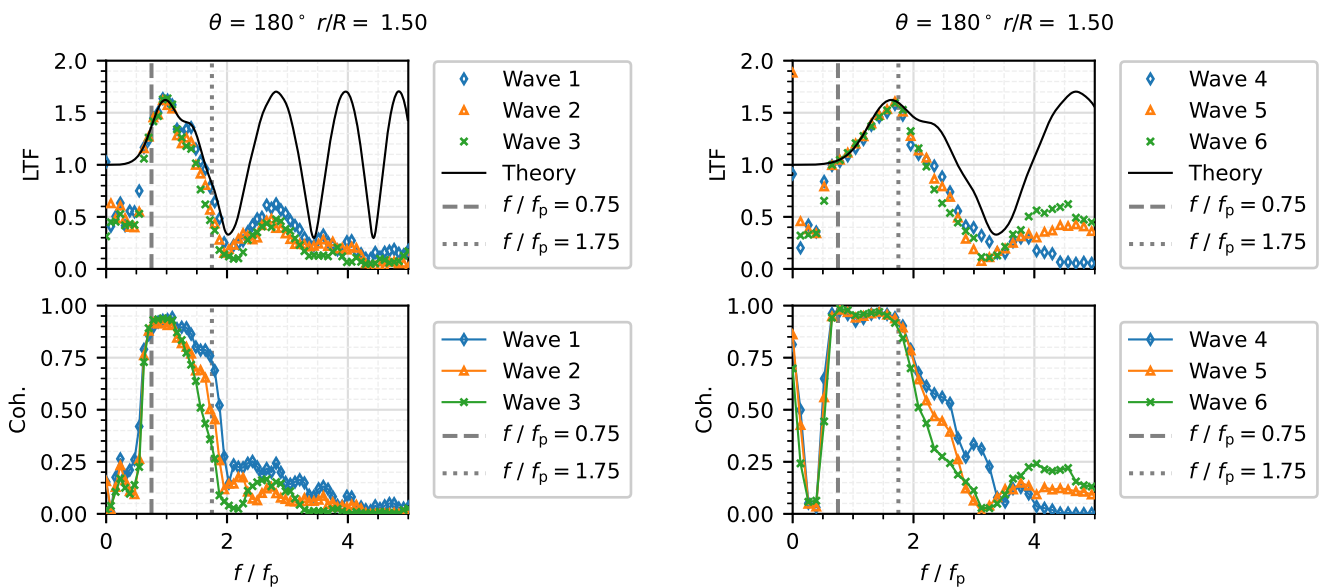 θ = 180° r/R = 1.50
2.0
1.5
1.0
0.5
0.0
LTF
Wave 1
Wave 2
Wave 3
Theory
f / fp = 0.75
f / fp = 1.75
1.00
0.75
0.50
0.25
0.00
Coh.
0
2
4
f / fp
Wave 1
Wave 2
Wave 3
f / fp = 0.75
f / fp = 1.75
θ = 180° r/R = 1.50
2.0
1.5
1.0
0.5
0.0
LTF
Wave 4
Wave 5
Wave 6
Theory
f / fp = 0.75
f / fp = 1.75
1.00
0.75
0.50
0.25
0.00
Coh.
0
2
4
f / fp
Wave 4
Wave 5
Wave 6
f / fp = 0.75
f / fp = 1.75